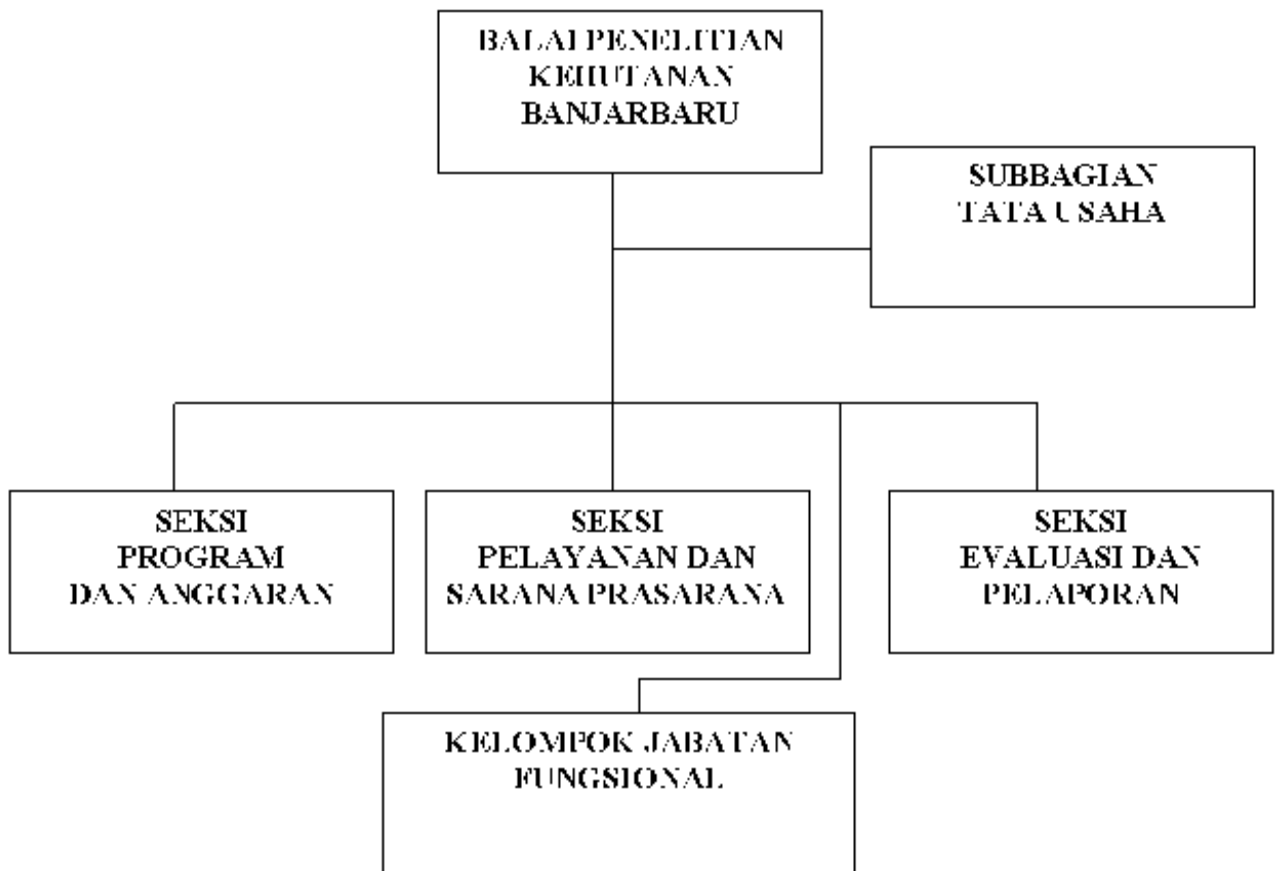 BALAI PENELITIAN
KEHUTANAN
BANJARBARU
SUBBAGIAN
TATA USAHA
SEKSI
PROGRAM
DAN ANGGARAN
SEKSI
PELAYANAN DAN
SARANA PRASARANA
SEKSI
EVALUASI DAN
PELAPORAN
KELOMPOK JABATAN
FUNGSIONAL